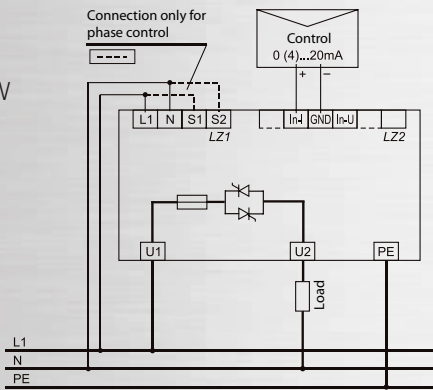 Connection only for
phase control
Control
0 (4)...20mA
+ −
V
L1 N S1 S2
In-I GND In-U
LZ1
LZ2
U1
U2
PE
Load
L1
N
PE